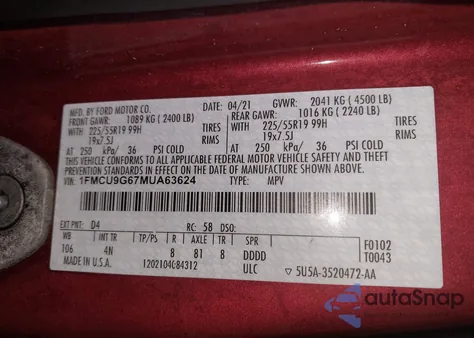 MFD. BY FORD MOTOR CO.
DATE: 04/21 GVWR: 2041 KG ( 4500 LB)
FRONT GAWR: 1089 KG ( 2400 LB) REAR GAWR: 1016 KG ( 2240 LB)
WITH 225/55R19 99H TIRES WITH 225/55R19 99H TIRES
19x7.5J RIMS 19x7.5J RIMS
AT 250 kPa/ 36 PSI COLD AT 250 kPa/ 36 PSI COLD
THIS VEHICLE CONFORMS TO ALL APPLICABLE FEDERAL MOTOR VEHICLE SAFETY AND THEFT PREVENTION STANDARDS IN EFFECT ON THE DATE OF MANUFACTURE SHOWN ABOVE.
VIN: 1FMCU9G67MUA63624 TYPE: MPV
EXT PNT: D4 RC: 58 DSO:
WB INT TR TP/PS R AX TR SPR F0102
106 4N 8 81 8 DDDD T0043
U.S.A. ULC ▽ 5U5A-3520472-AA
autoSnap